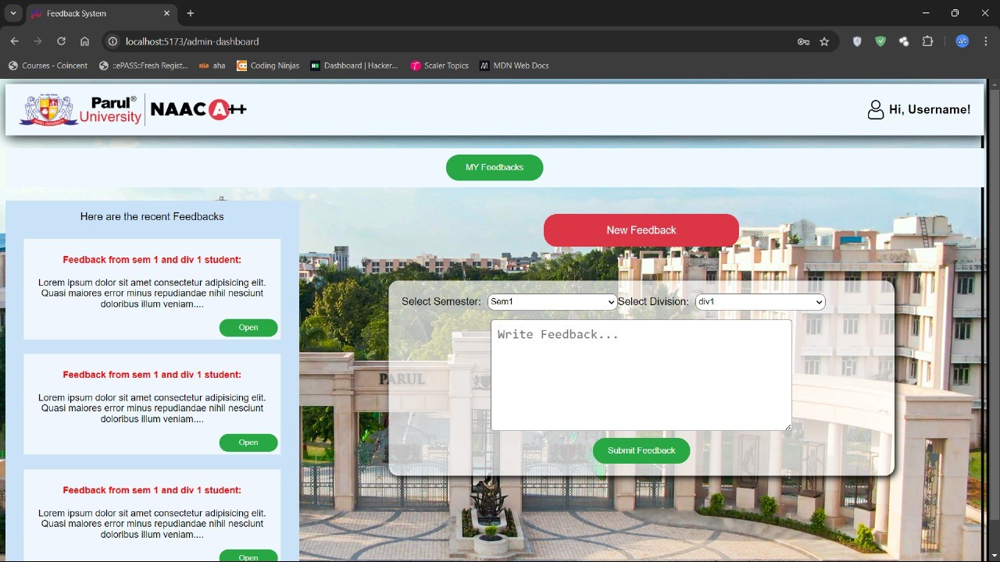 Feedback System
localhost:5173/admin-dashboard
Courses - Coincent
::ePASS::Fresh Regist...
aha
aha
Coding Ninjas
Dashboard | Hacker...
Scaler Topics
MDN Web Docs
Parul®
University
NAAC A++
Hi, Username!
MY Feedbacks
Here are the recent Feedbacks
New Feedback
Feedback from sem 1 and div 1 student:
Lorem ipsum dolor sit amet consectetur adipisicing elit.
Quasi maiores error minus repudiandae nihil nesciunt
doloribus illum veniam....
Open
Select Semester: Sem1 Select Division: div1
Write Feedback...
PARUL
Feedback from sem 1 and div 1 student:
Lorem ipsum dolor sit amet consectetur adipisicing elit.
Quasi maiores error minus repudiandae nihil nesciunt
doloribus illum veniam....
Open
Submit Feedback
Feedback from sem 1 and div 1 student:
Lorem ipsum dolor sit amet consectetur adipisicing elit.
Quasi maiores error minus repudiandae nihil nesciunt
doloribus illum veniam....
Open